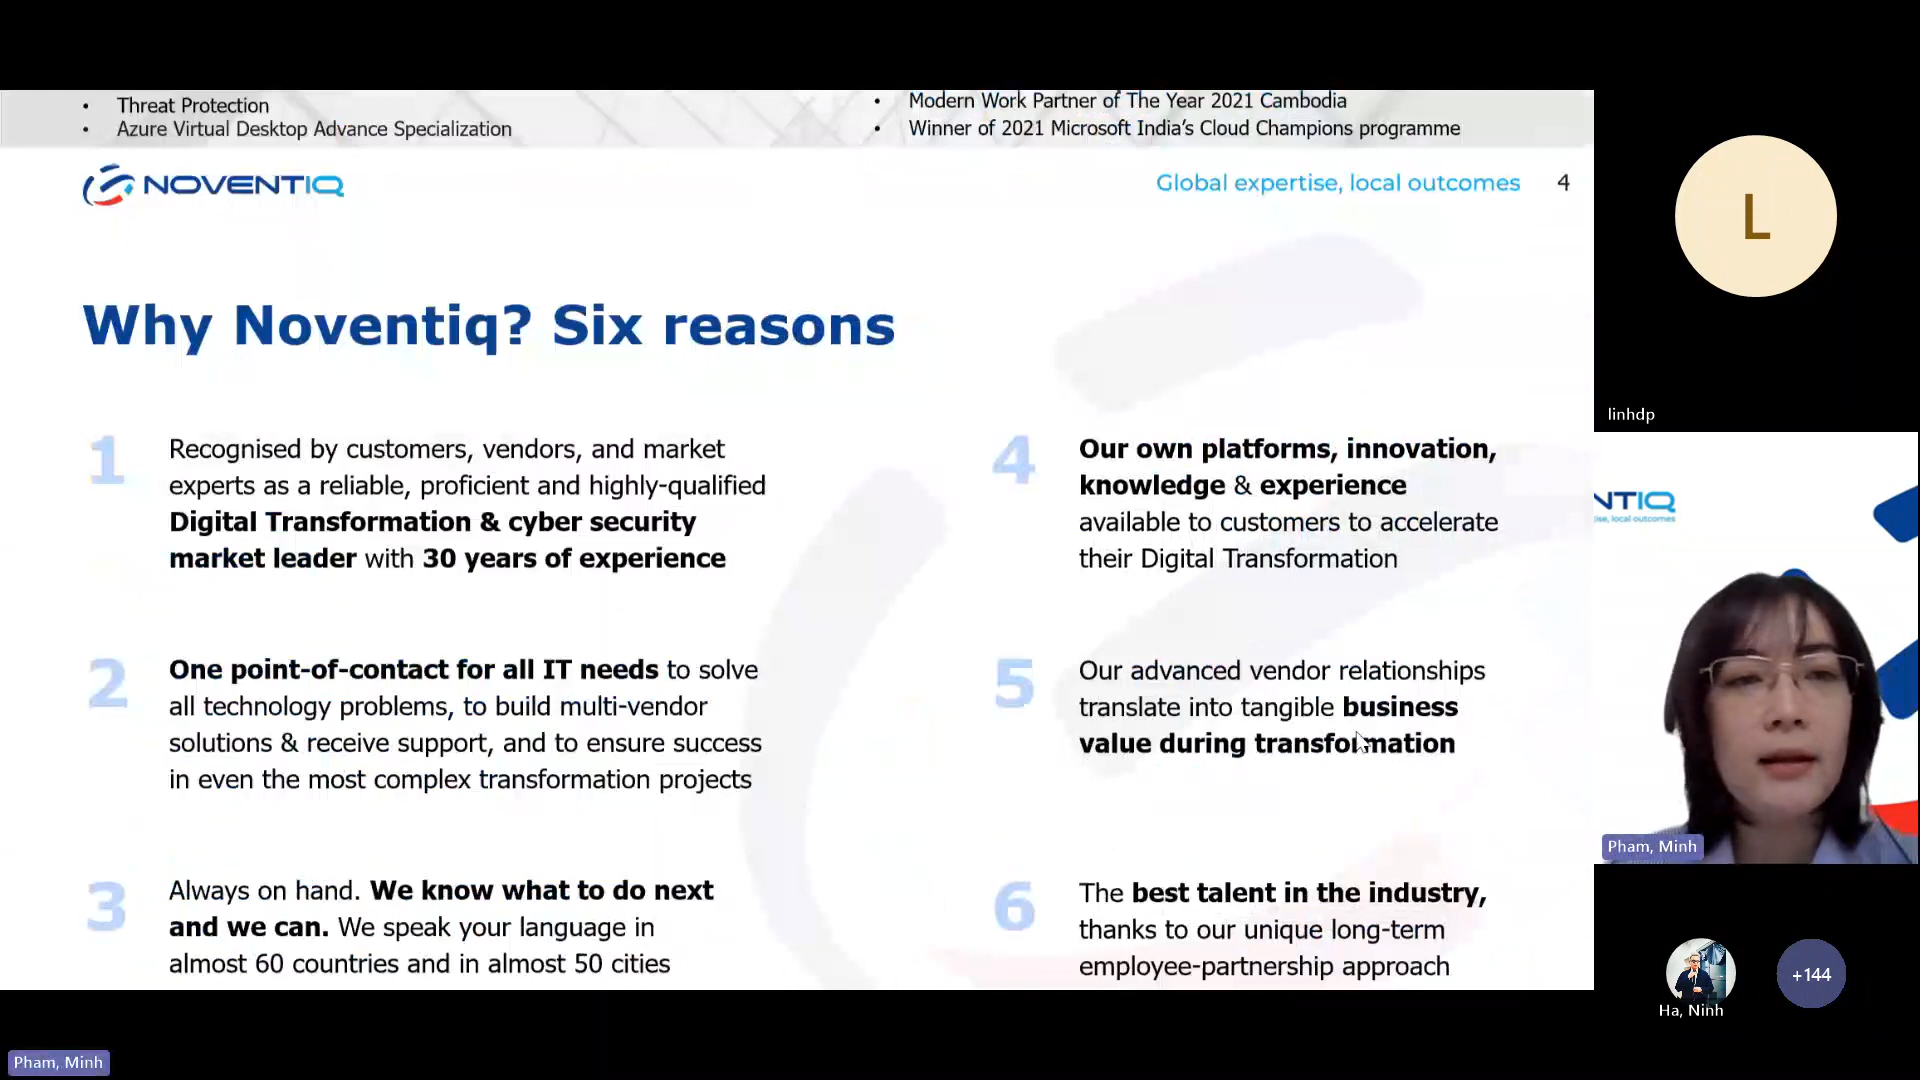 • Threat Protection
• Azure Virtual Desktop Advance Specialization
• Modern Work Partner of The Year 2021 Cambodia
• Winner of 2021 Microsoft India's Cloud Champions programme
NOVENTIQ
Global expertise, local outcomes 4
Why Noventiq? Six reasons
1
Recognised by customers, vendors, and market
experts as a reliable, proficient and highly-qualified
Digital Transformation & cyber security
market leader with 30 years of experience
2
One point-of-contact for all IT needs to solve
all technology problems, to build multi-vendor
solutions & receive support, and to ensure success
in even the most complex transformation projects
3
Always on hand. We know what to do next
and we can. We speak your language in
almost 60 countries and in almost 50 cities
4
Our own platforms, innovation,
knowledge & experience
available to customers to accelerate
their Digital Transformation
5
Our advanced vendor relationships
translate into tangible business
value during transformation
6
The best talent in the industry,
thanks to our unique long-term
employee-partnership approach
L
linhdp
NTIQ
ise, local outcomes
Pham, Minh
Ha, Ninh
+144
Pham, Minh